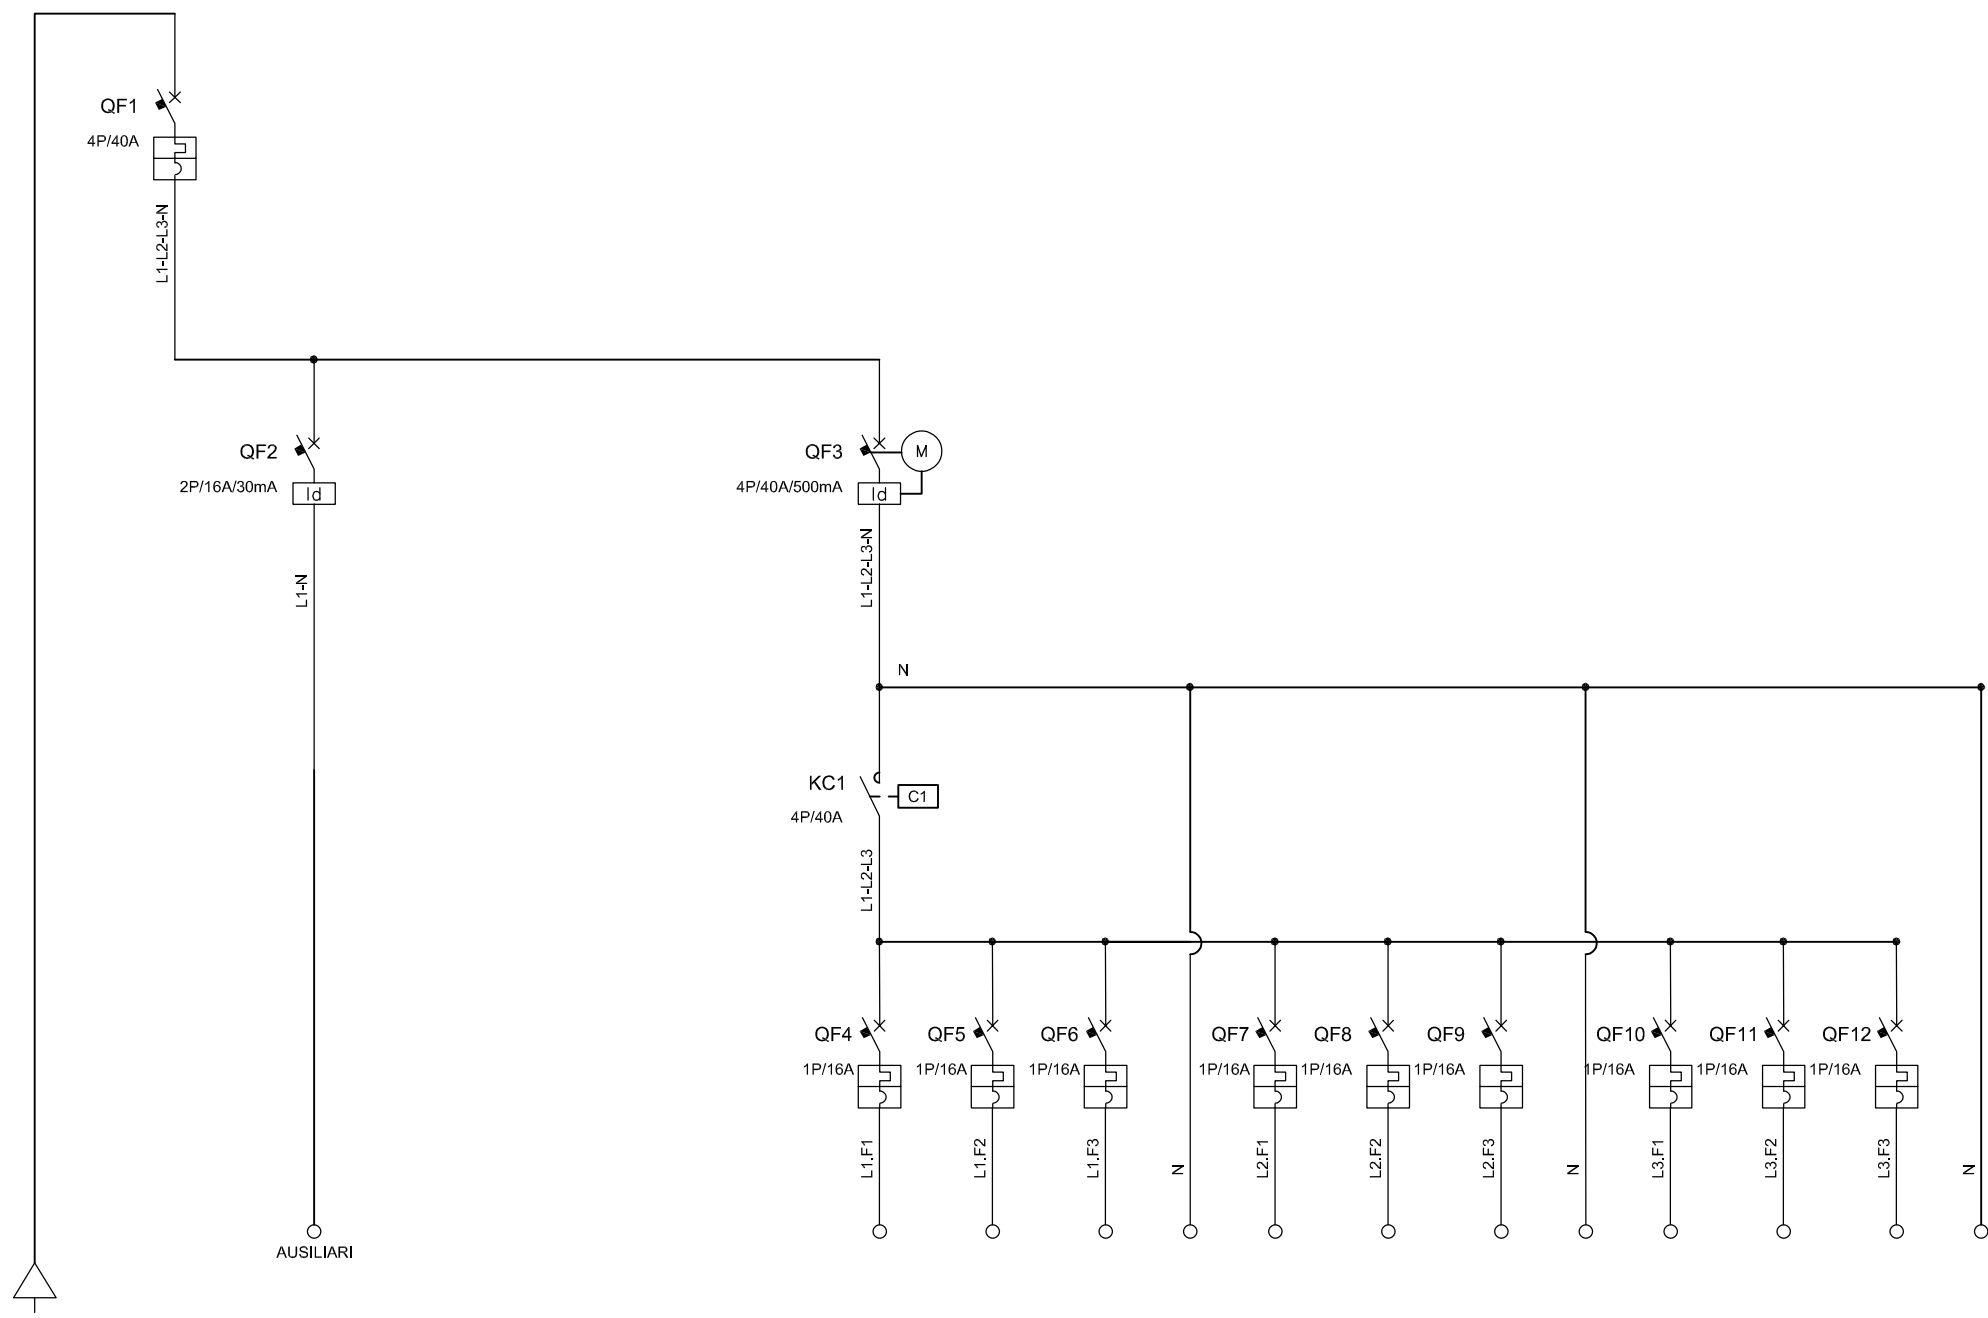 QF1
4P/40A
L1-L2-L3-N
QF2
2P/16A/30mA
Id
L1-N
AUSILIARI
QF3
M
4P/40A/500mA
Id
L1-L2-L3-N
N
KC1
C1
4P/40A
L1-L2-L3
QF4
1P/16A
L1.F1
QF5
1P/16A
L1.F2
QF6
1P/16A
L1.F3
N
QF7
1P/16A
L2.F1
QF8
1P/16A
L2.F2
QF9
1P/16A
L2.F3
N
QF10
1P/16A
L3.F1
QF11
1P/16A
L3.F2
QF12
1P/16A
L3.F3
N